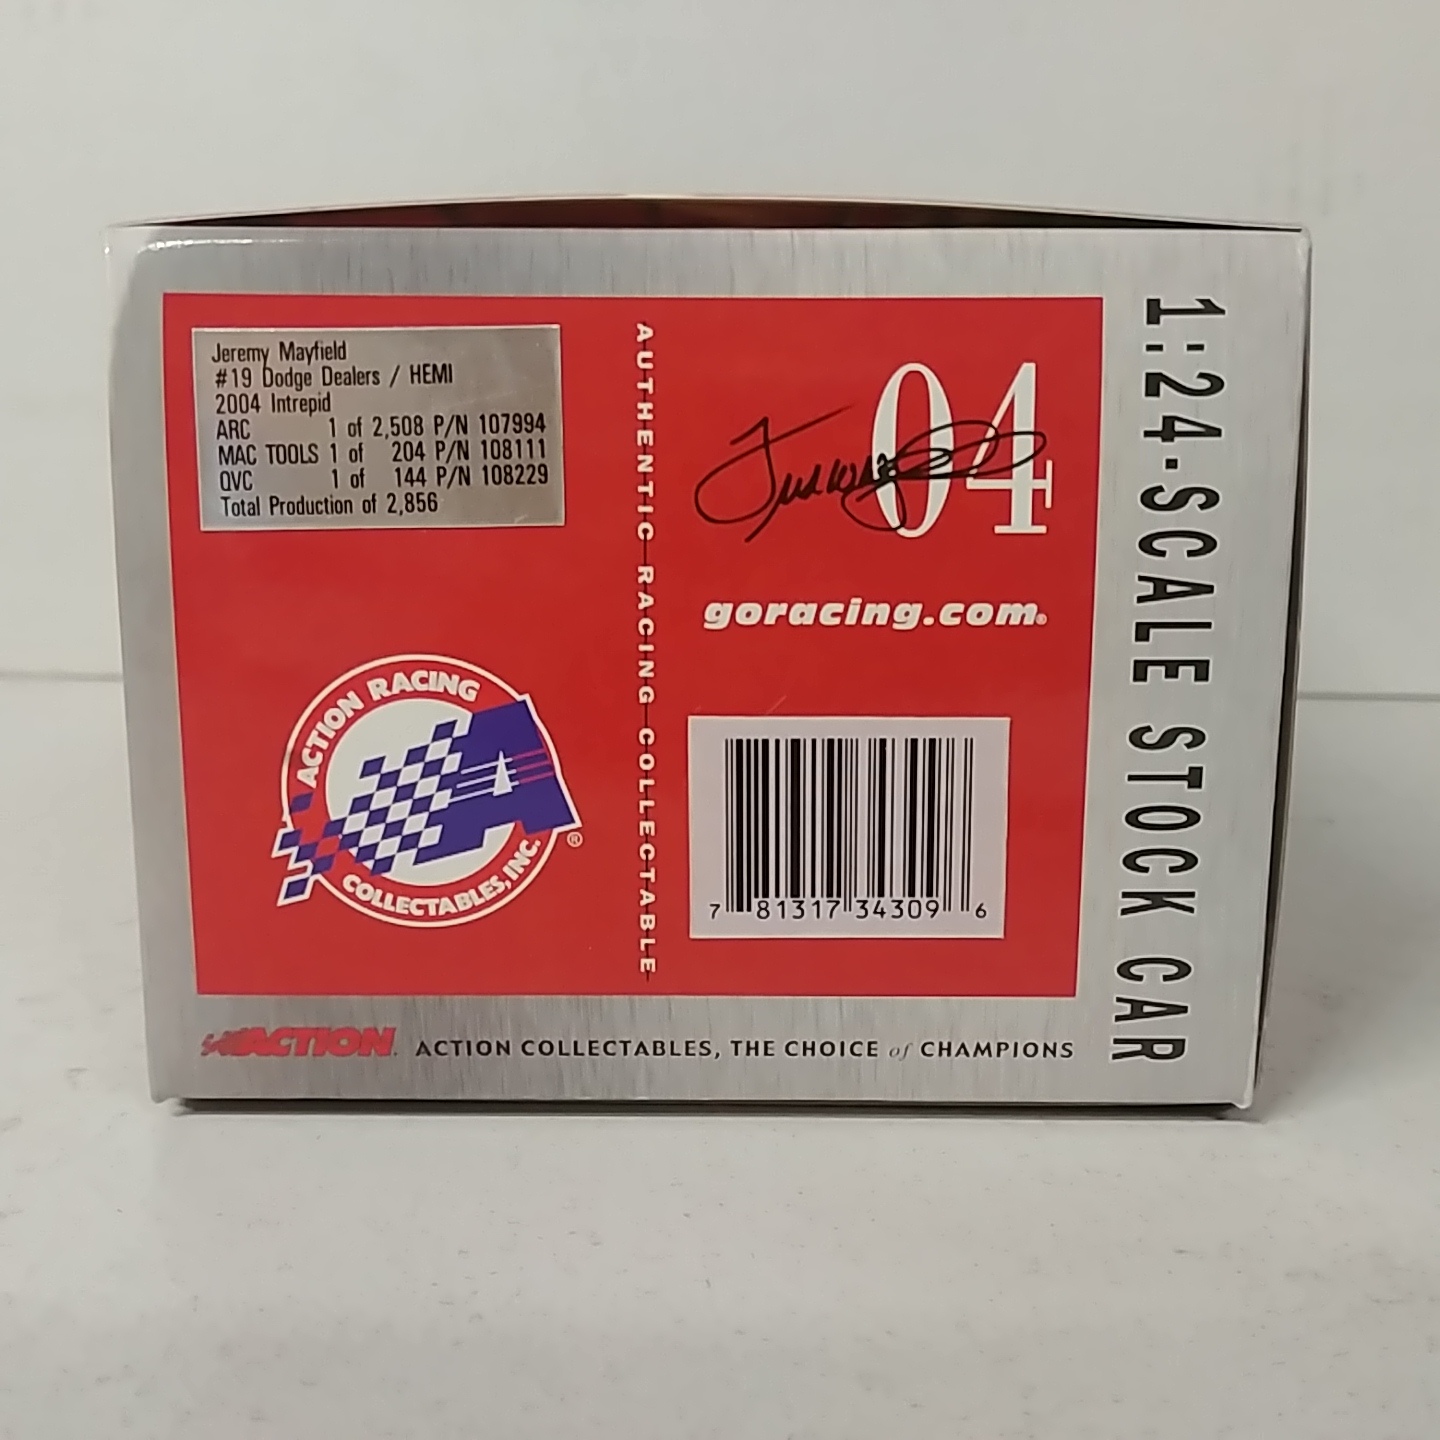 Jeremy Mayfield
#19 Dodge Dealers / HEMI
2004 Intrepid
ARC 1 of 2,508 P/N 107994
MAC TOOLS 1 of 204 P/N 108111
QVC 1 of 144 P/N 108229
Total Production of 2,856
AUTHENTIC RACING COLLECTABLE
04
goracing.com®
ACTION RACING
COLLECTABLES, INC. ®
7 81317 34309 6
1:24-SCALE STOCK CAR
ACTION. ACTION COLLECTABLES, THE CHOICE of CHAMPIONS